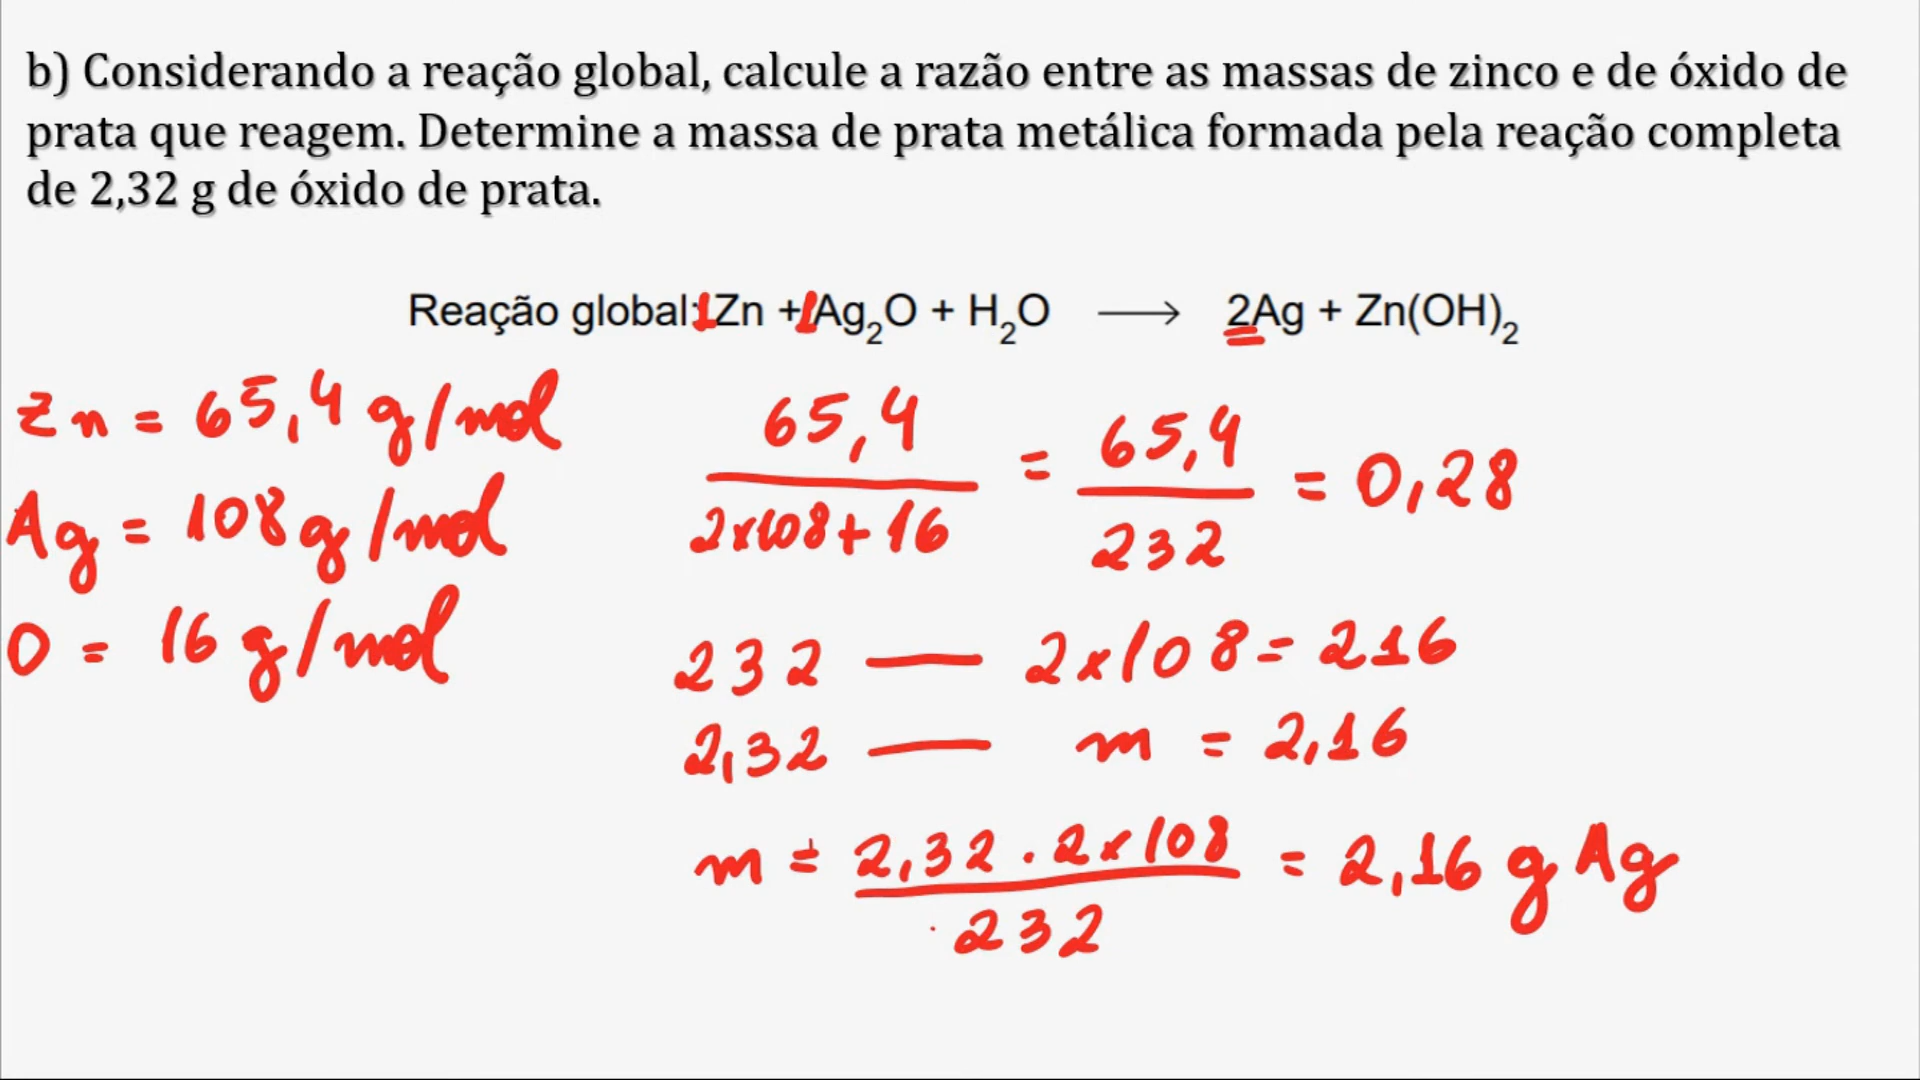 b) Considerando a reação global, calcule a razão entre as massas de zinco e de óxido de
prata que reagem. Determine a massa de prata metálica formada pela reação completa
de 2,32 g de óxido de prata.
Reação global: 1Zn + 1Ag₂O + H₂O ⟶ 2Ag + Zn(OH)₂
Zn = 65,4 g/mol
Ag = 108 g/mol
O = 16 g/mol
65,4 / 2x108+16 = 65,4 / 232 = 0,28
232 — 2x108 = 216
2,32 — m = 2,16
m = 2,32 . 2x108 / 232 = 2,16 g Ag